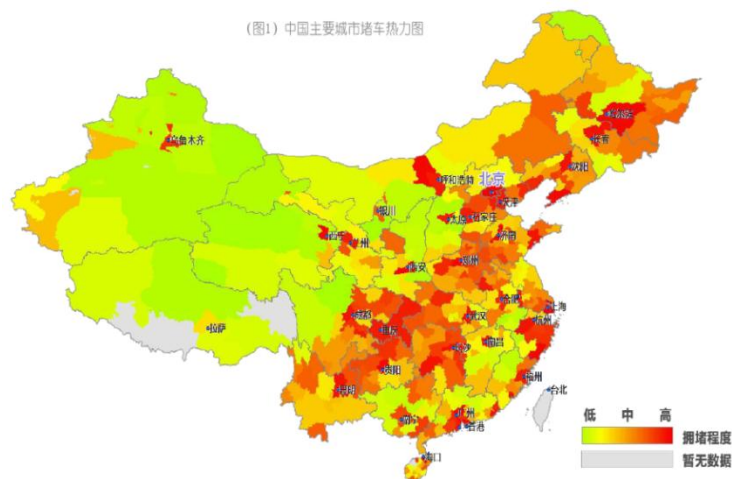 (图1) 中国主要城市堵车热力图
哈尔滨
长春
乌鲁木齐
沈阳
呼和浩特
北京
天津
银川
太原
石家庄
西宁
兰州
济南
西安
郑州
合肥
上海
成都
武汉
杭州
拉萨
重庆
长沙
南昌
贵阳
福州
昆明
台北
广州
南宁
香港
海口
低 中 高
拥堵程度
暂无数据